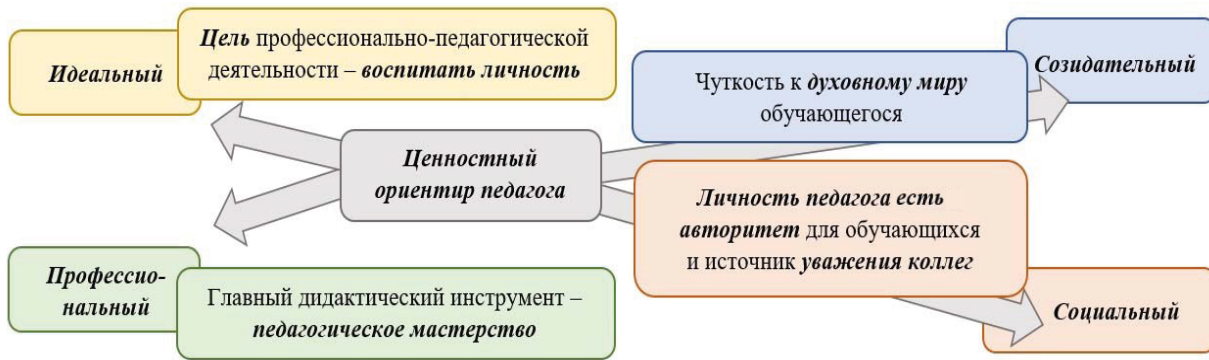 Идеальный
Цель профессионально-педагогической
деятельности – воспитать личность
Чуткость к духовному миру
обучающегося
Созидательный
Ценностный
ориентир педагога
Личность педагога есть
авторитет для обучающихся
и источник уважения коллег
Профессио-
нальный
Главный дидактический инструмент –
педагогическое мастерство
Социальный